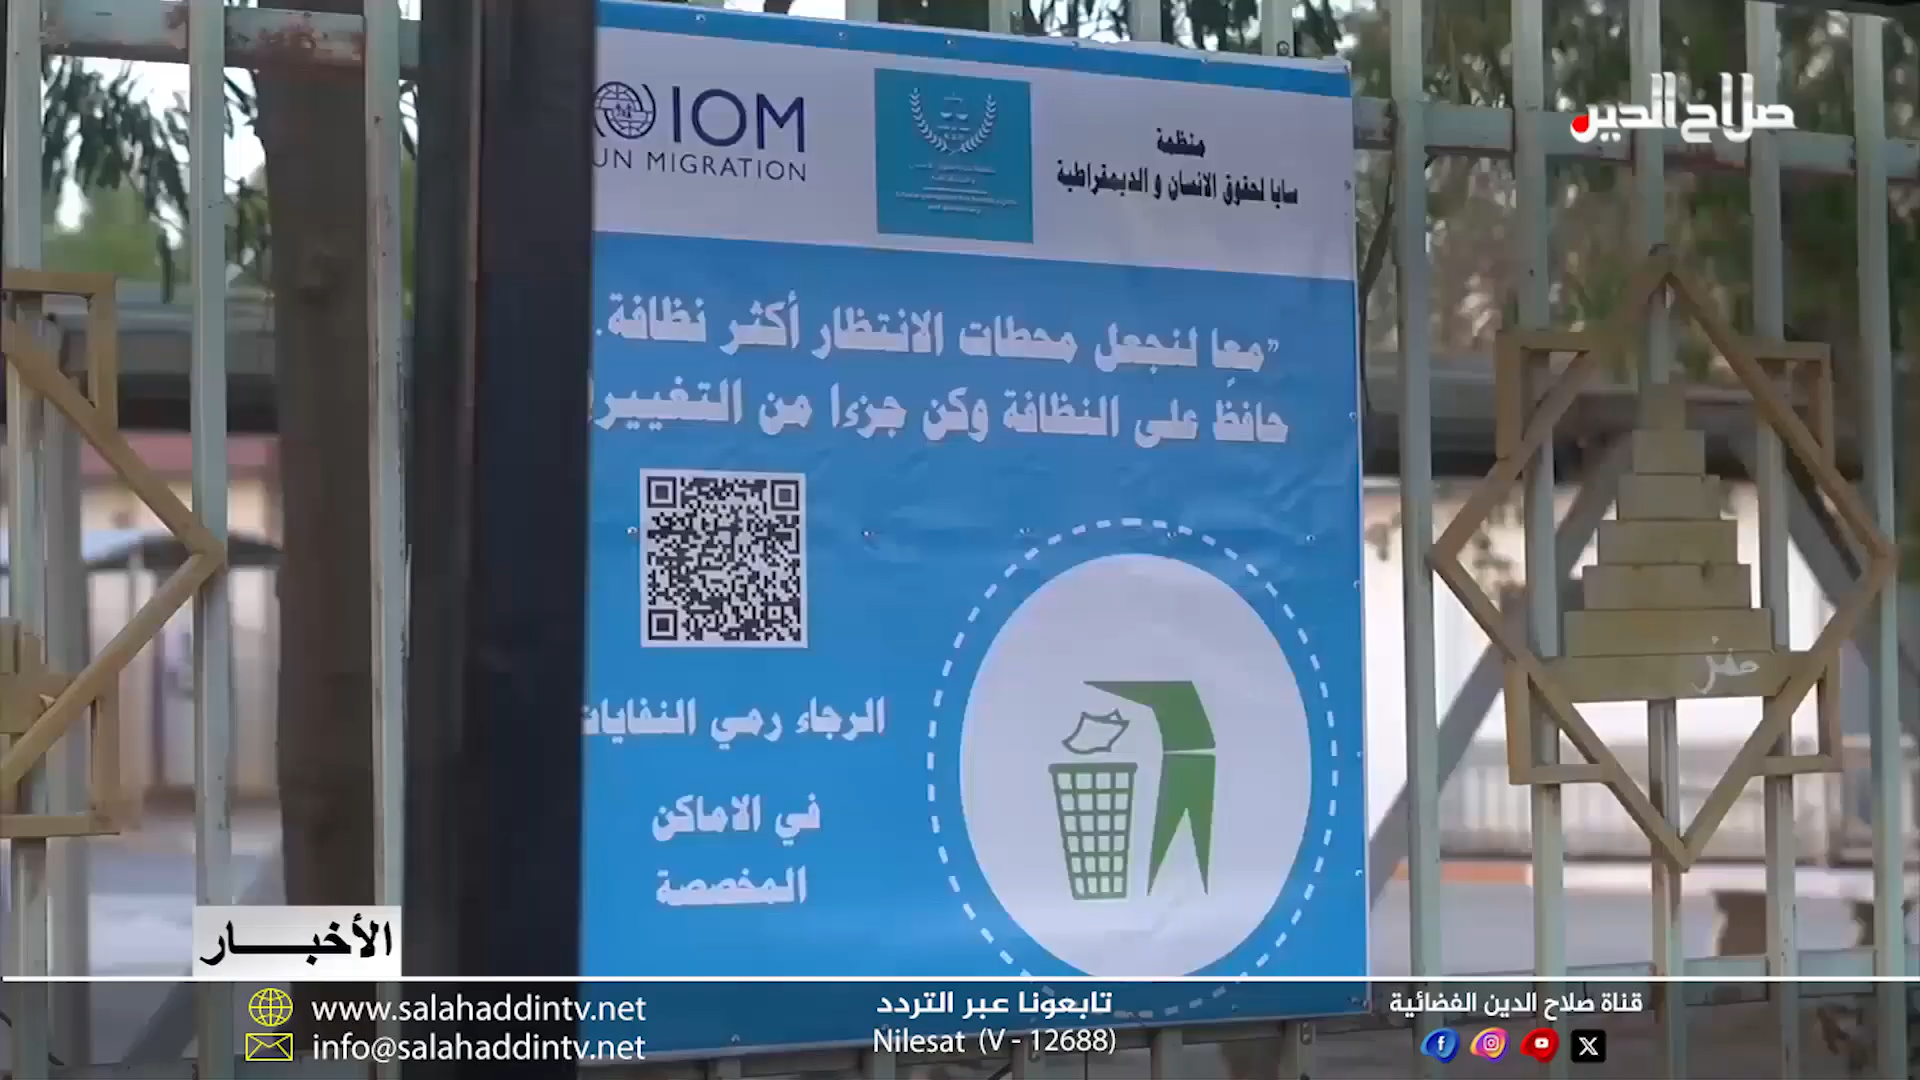 صلاح الدين
IOM
UN MIGRATION
منظمة
سابا لحقوق الانسان و الديمقراطية
"معاً لنجعل محطات الانتظار أكثر نظافة.
حافظ على النظافة وكن جزءا من التغيير
الرجاء رمي النفايات
في الاماكن
المخصصة
الأخبار
www.salahaddintv.net
info@salahaddintv.net
تابعونا عبر التردد
Nilesat (V - 12688)
قناة صلاح الدين الفضائية